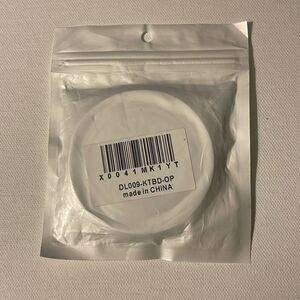 X0041MK1YT
DL009-KTBD-OP
made in CHINA